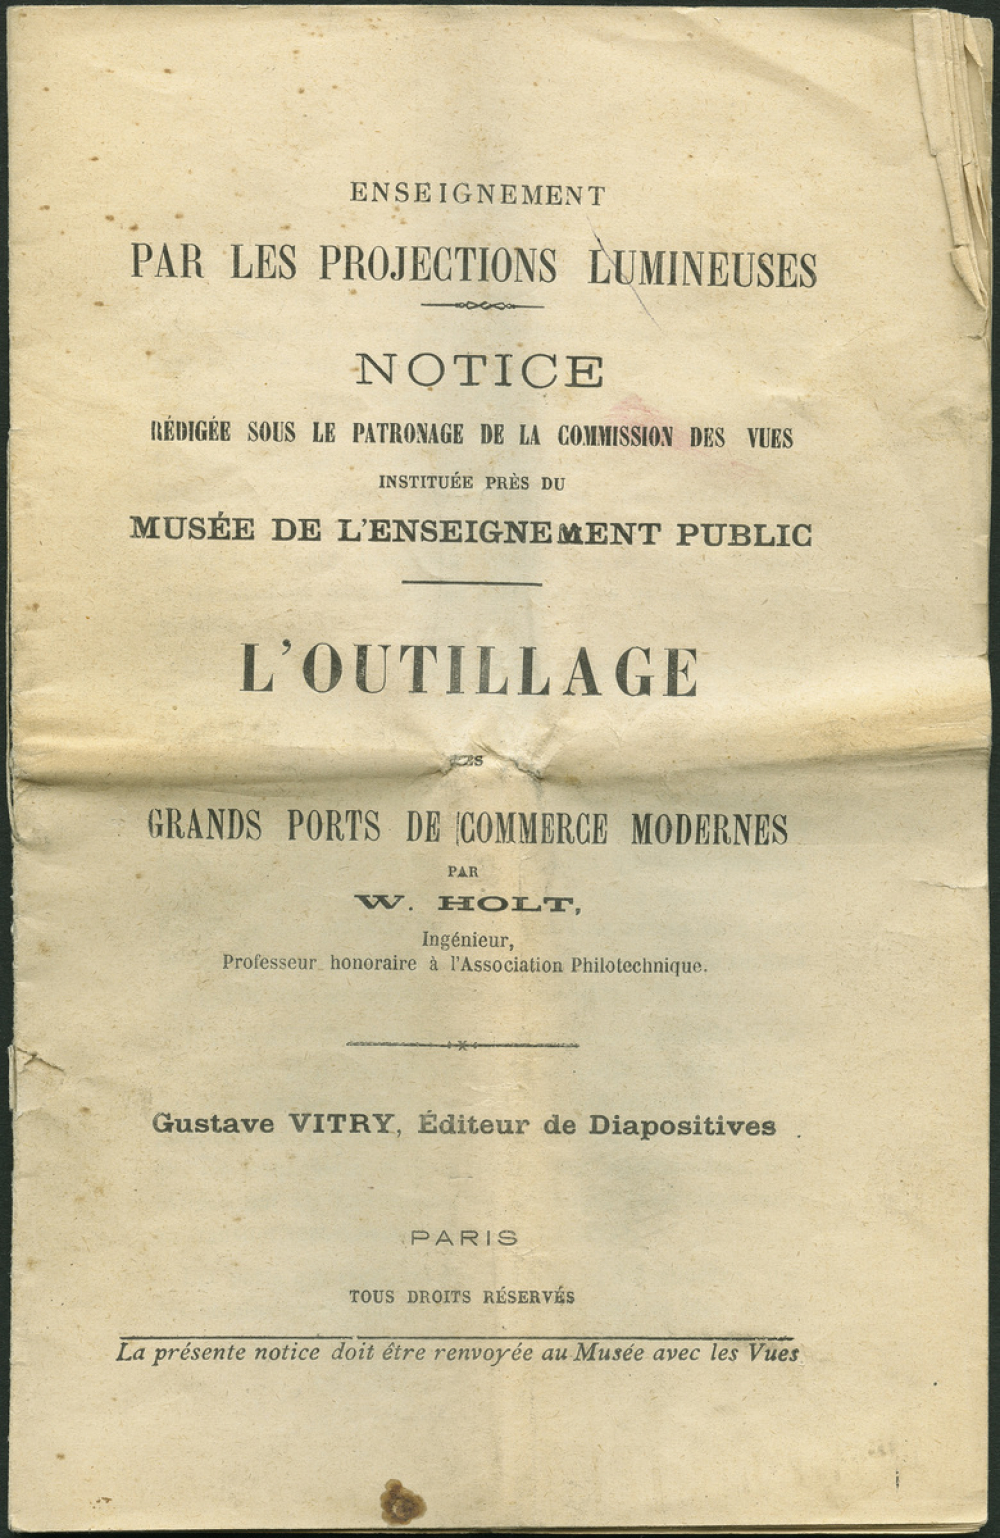 ENSEIGNEMENT
PAR LES PROJECTIONS LUMINEUSES
NOTICE
RÉDIGÉE SOUS LE PATRONAGE DE LA COMMISSION DES VUES
INSTITUÉE PRÈS DU
MUSÉE DE L'ENSEIGNEMENT PUBLIC
L'OUTILLAGE
DES
GRANDS PORTS DE COMMERCE MODERNES
PAR
W. HOLT,
Ingénieur,
Professeur honoraire à l'Association Philotechnique.
Gustave VITRY, Éditeur de Diapositives
PARIS
TOUS DROITS RÉSERVÉS
La présente notice doit être renvoyée au Musée avec les Vues